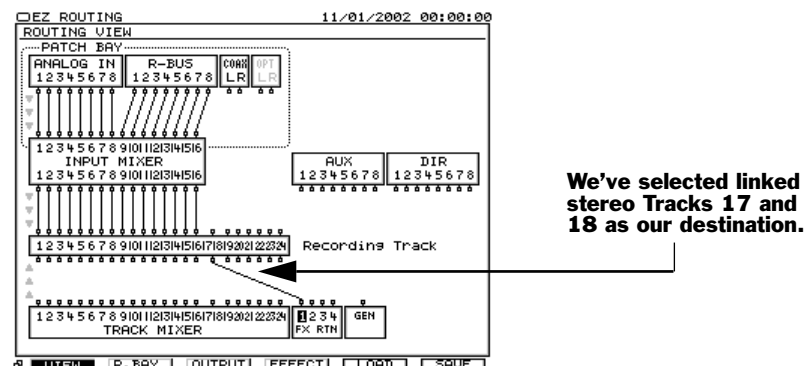 EZ ROUTING 11/01/2002 00:00:00
ROUTING VIEW
PATCH BAY
ANALOG IN R-BUS COAX OPT
12345678 12345678 LR LR
12345678910111213141516
INPUT MIXER
12345678910111213141516
AUX DIR
12345678 12345678
We've selected linked
stereo Tracks 17 and
18 as our destination.
123456789101112131415161718192021222324 Recording Track
123456789101112131415161718192021222324 1234 GEN
TRACK MIXER FX RTN
VIEW P.BAY OUTPUT EFFECT LOAD SAVE